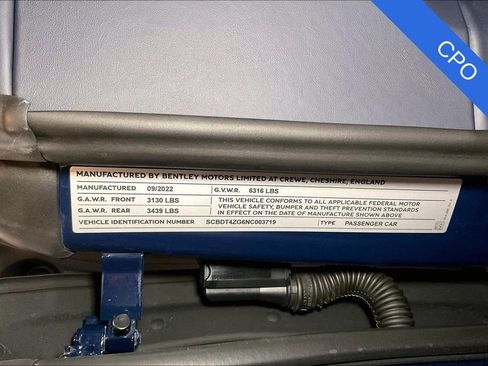 CPO
MANUFACTURED BY BENTLEY MOTORS LIMITED AT CREWE, CHESHIRE, ENGLAND
MANUFACTURED 09/2022 G.V.W.R. 6316 LBS
G.A.W.R. FRONT 3130 LBS
G.A.W.R. REAR 3439 LBS
THIS VEHICLE CONFORMS TO ALL APPLICABLE FEDERAL MOTOR
VEHICLE SAFETY, BUMPER AND THEFT PREVENTION STANDARDS
IN EFFECT ON THE DATE OF MANUFACTURE SHOWN ABOVE
VEHICLE IDENTIFICATION NUMBER SCBDT4ZG6NC003719 TYPE PASSENGER CAR